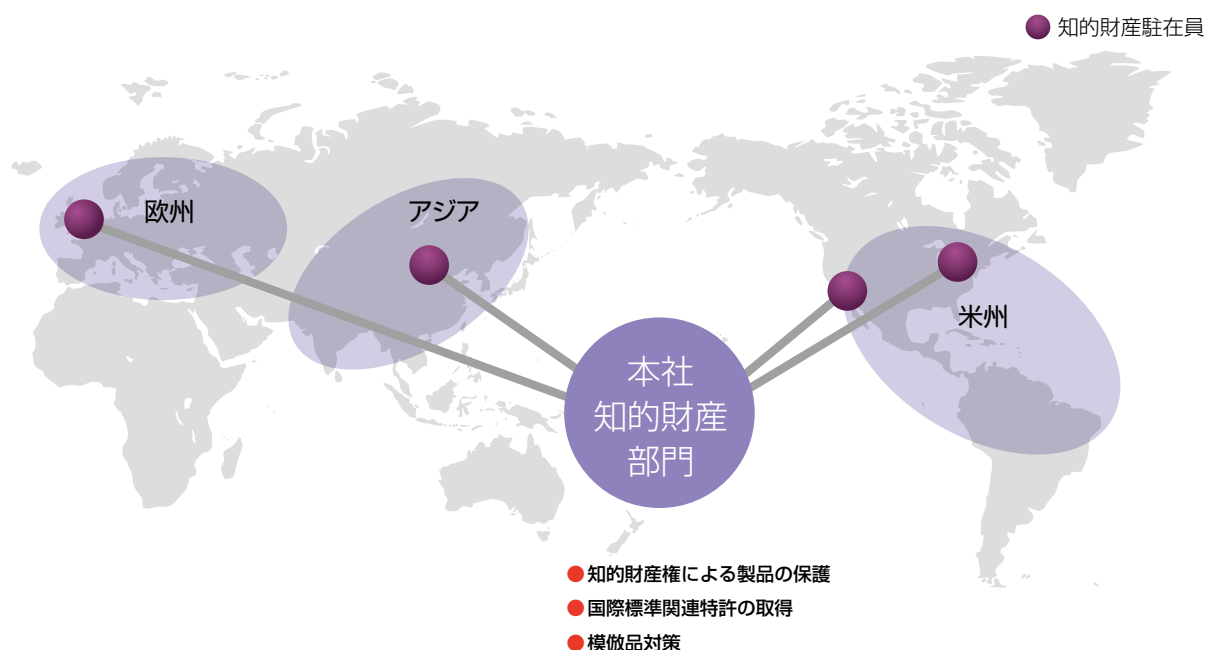 知的財産駐在員
欧州
アジア
米州
本社
知的財産
部門
知的財産権による製品の保護
国際標準関連特許の取得
模倣品対策